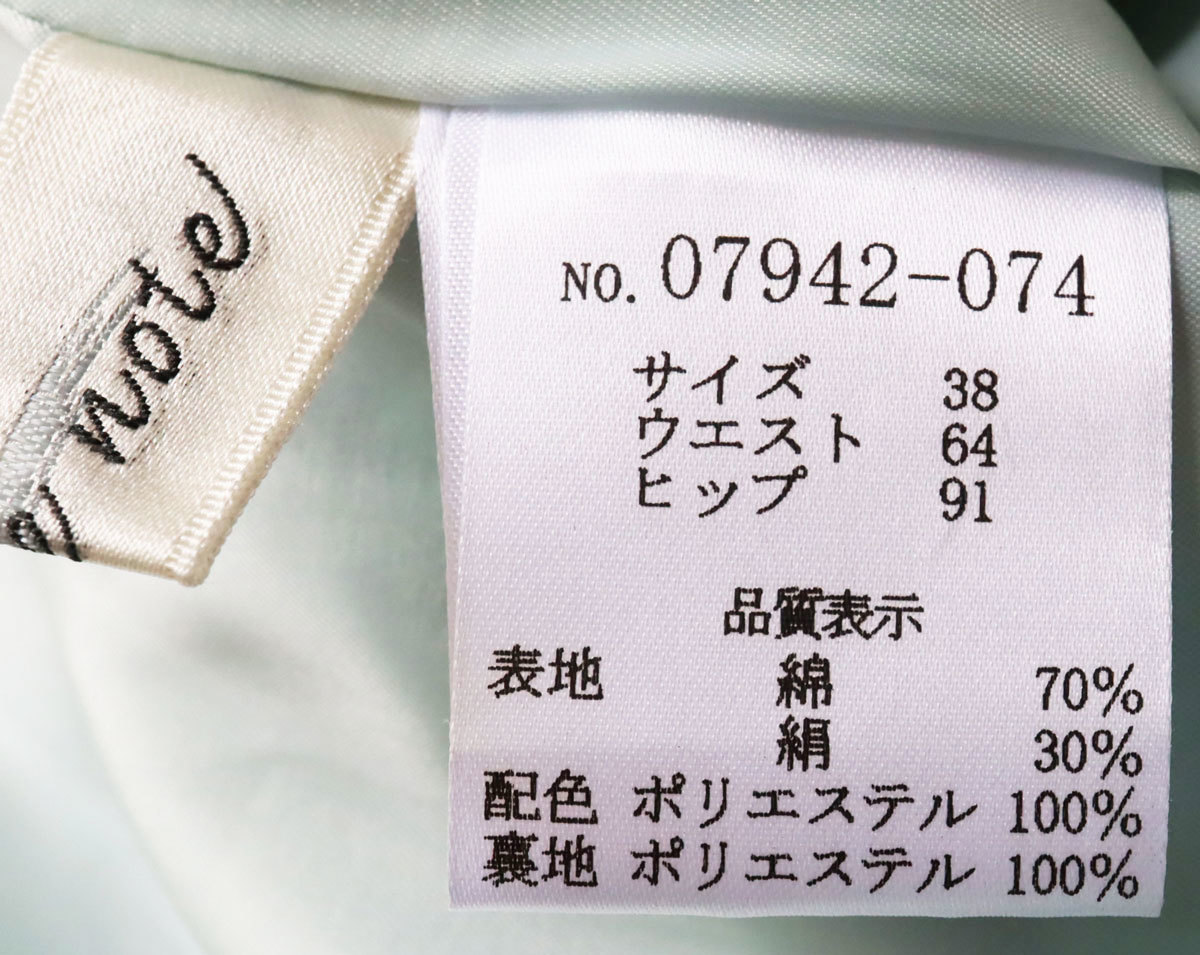 note
NO. 07942-074
サイズ 38
ウエスト 64
ヒップ 91
品質表示
表地 綿 70%
絹 30%
配色 ポリエステル 100%
裏地 ポリエステル 100%